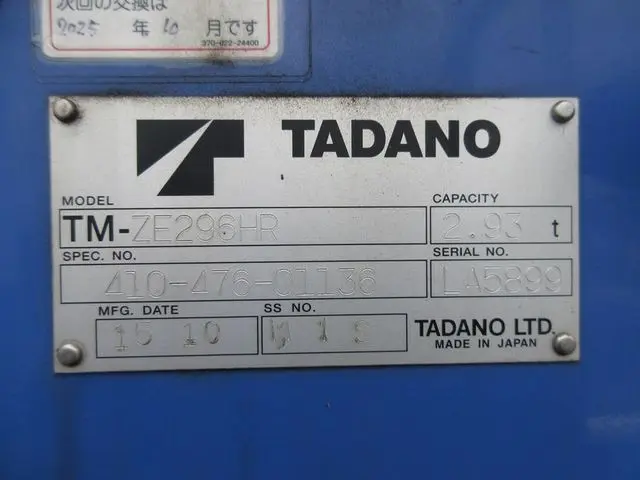 次回の交換は
2025 年 10 月です
370-022-24400
TADANO
MODEL
TM-ZE296HR
CAPACITY
2.93 t
SPEC. NO.
410-476-01136
SERIAL NO.
LA5899
MFG. DATE
15 10
SS NO.
TADANO LTD.
MADE IN JAPAN